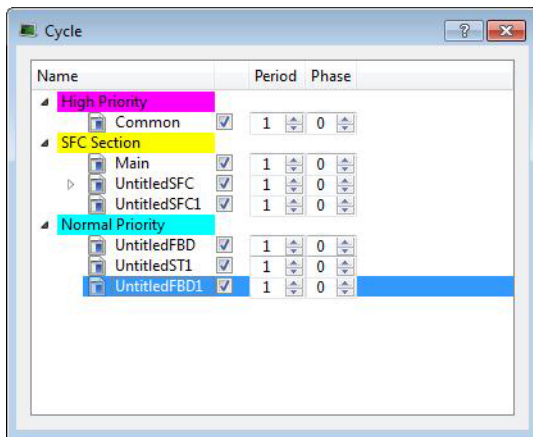 Cycle
Name Period Phase
High Priority
Common 1 0
SFC Section
Main 1 0
UntitledSFC 1 0
UntitledSFC1 1 0
Normal Priority
UntitledFBD 1 0
UntitledST1 1 0
UntitledFBD1 1 0